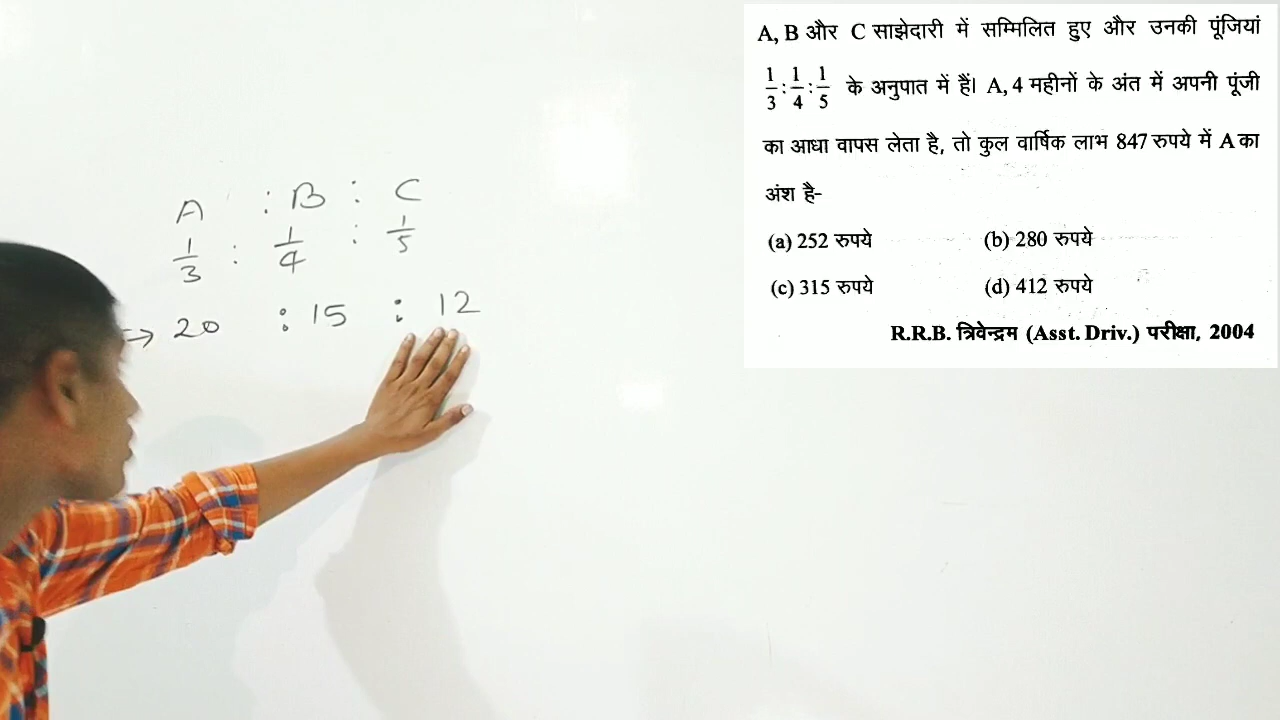 A, B और C साझेदारी में सम्मिलित हुए और उनकी पूंजियां
1/3 : 1/4 : 1/5 के अनुपात में हैं। A, 4 महीनों के अंत में अपनी पूंजी
का आधा वापस लेता है, तो कुल वार्षिक लाभ 847 रुपये में A का
अंश है-
(a) 252 रुपये (b) 280 रुपये
(c) 315 रुपये (d) 412 रुपये
R.R.B. त्रिवेन्द्रम (Asst. Driv.) परीक्षा, 2004
A : B : C
1/3 : 1/4 : 1/5
→ 20 : 15 : 12